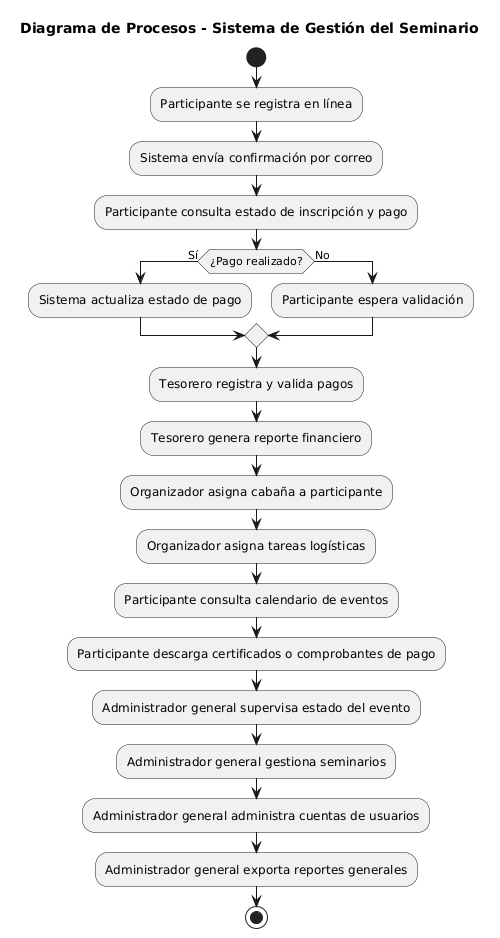 Diagrama de Procesos - Sistema de Gestión del Seminario
Participante se registra en línea
Sistema envía confirmación por correo
Participante consulta estado de inscripción y pago
Sí
¿Pago realizado?
No
Sistema actualiza estado de pago
Participante espera validación
Tesorero registra y valida pagos
Tesorero genera reporte financiero
Organizador asigna cabaña a participante
Organizador asigna tareas logísticas
Participante consulta calendario de eventos
Participante descarga certificados o comprobantes de pago
Administrador general supervisa estado del evento
Administrador general gestiona seminarios
Administrador general administra cuentas de usuarios
Administrador general exporta reportes generales